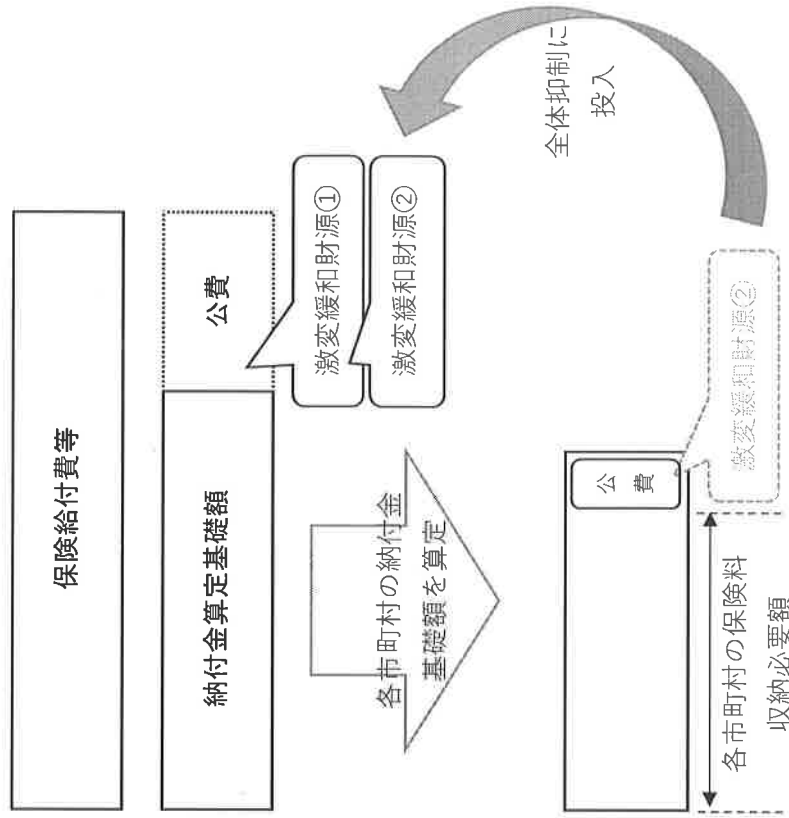 保険給付費等
納付金算定基礎額
公費
激変緩和財源①
激変緩和財源②
各市町村の納付金
基礎額を算定
全体抑制に
投入
公
費
激変緩和財源②
各市町村の保険料
収納必要額